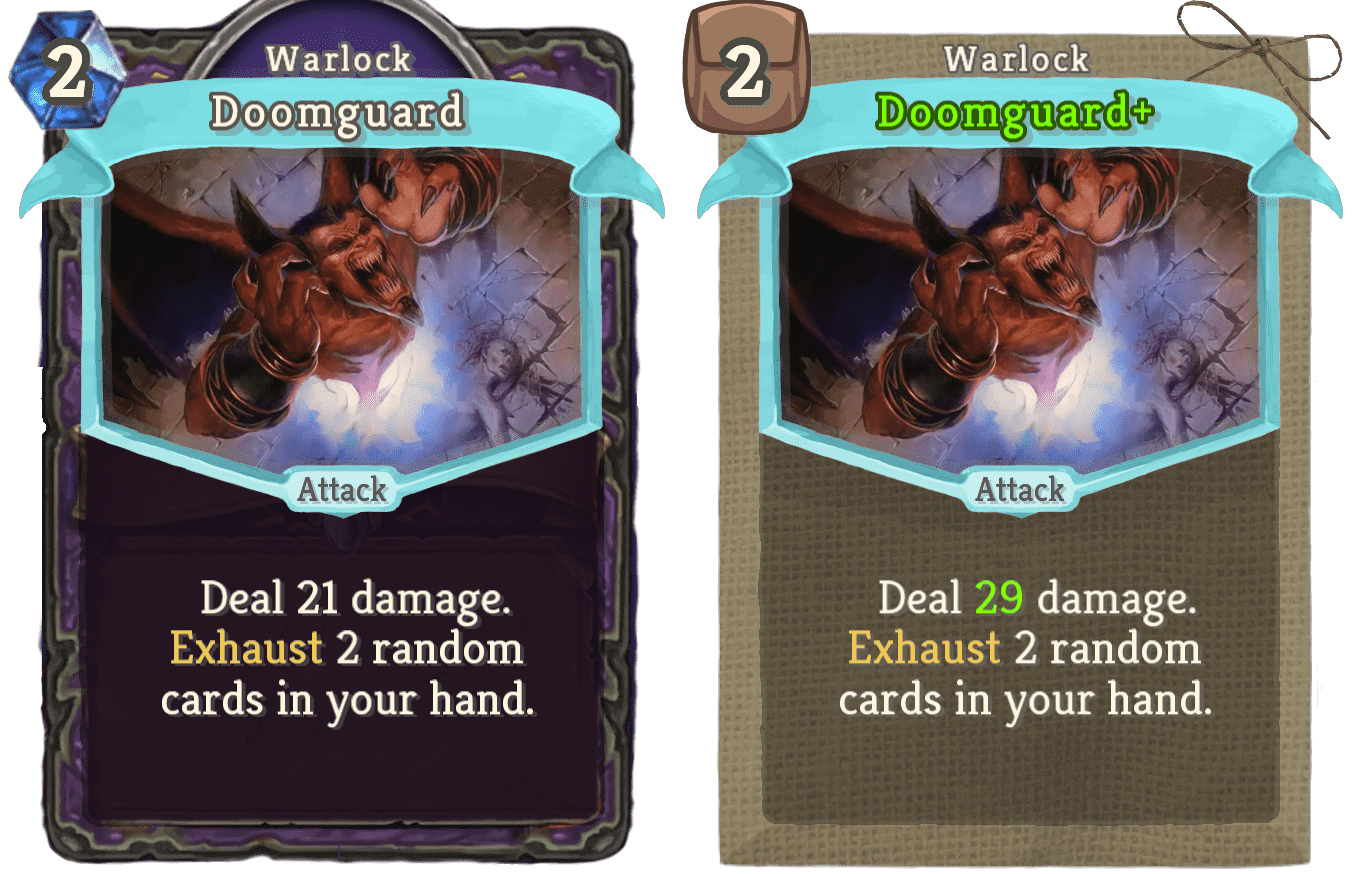 2
Warlock
Doomguard
Attack
Deal 21 damage.
Exhaust 2 random
cards in your hand.
2
Warlock
Doomguard+
Attack
Deal 29 damage.
Exhaust 2 random
cards in your hand.